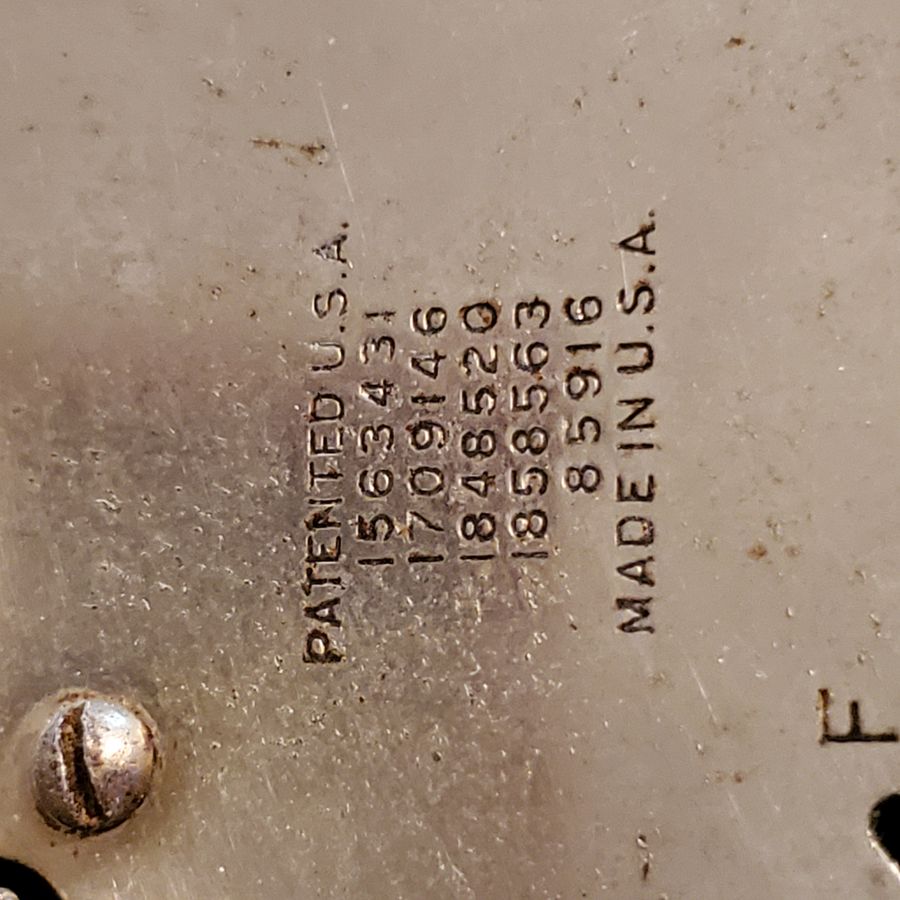 PATENTED U.S.A.
1563431
1709146
1848520
1858563
85916
MADE IN U.S.A.
F